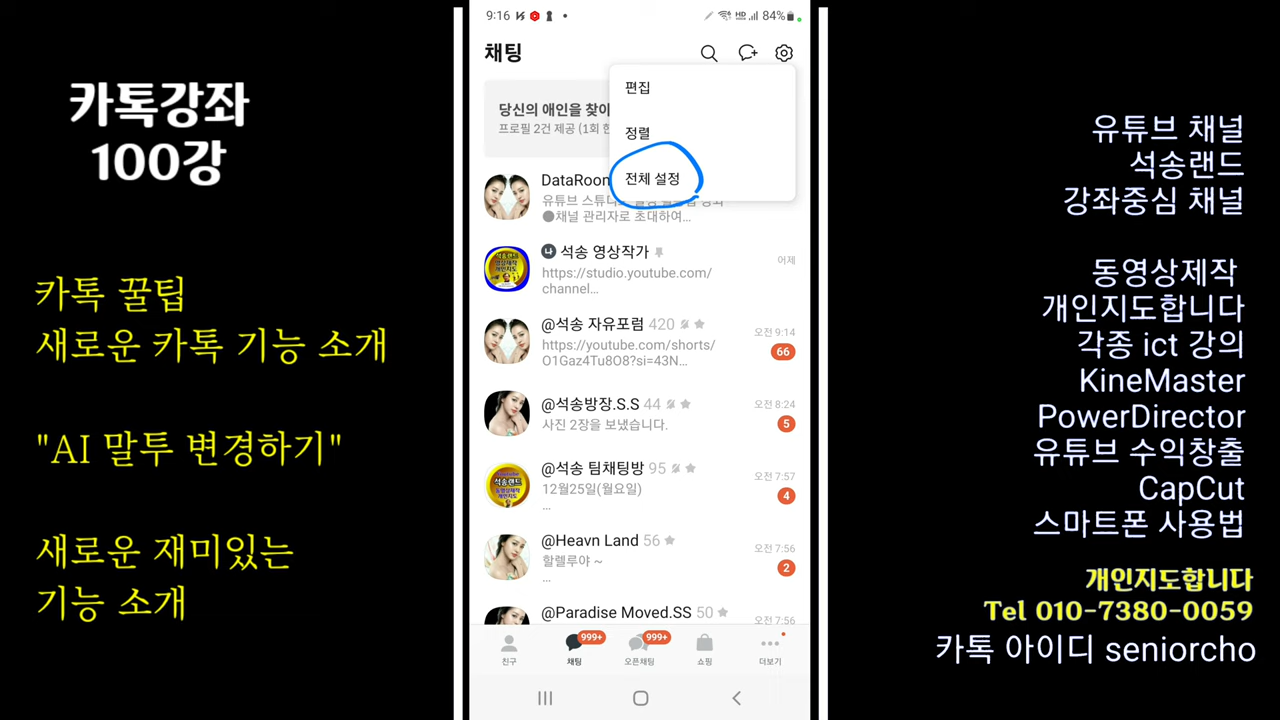 카톡강좌
100강
카톡 꿀팁
새로운 카톡 기능 소개
"AI 말투 변경하기"
새로운 재미있는
기능 소개
9:16
84%
채팅
편집
정렬
전체 설정
당신의 애인을 찾아
프로필 2건 제공 (1회 한
DataRoom
유튜브 스튜디오
●채널 관리자로 초대하여...
나 석송 영상작가
어제
https://studio.youtube.com/
channel...
@석송 자유포럼 420
오전 9:14
https://youtube.com/shorts/
O1Gaz4Tu8O8?si=43N...
66
@석송방장.S.S 44
오전 8:24
사진 2장을 보냈습니다.
5
@석송 팀채팅방 95
오전 7:57
12월25일(월요일)
...
4
@Heavn Land 56
오전 7:56
할렐루야 ~
...
2
@Paradise Moved.SS 50
오전 7:56
999+
999+
친구
채팅
오픈채팅
쇼핑
더보기
유튜브 채널
석송랜드
강좌중심 채널
동영상제작
개인지도합니다
각종 ict 강의
KineMaster
PowerDirector
유튜브 수익창출
CapCut
스마트폰 사용법
개인지도합니다
Tel 010-7380-0059
카톡 아이디 seniorcho